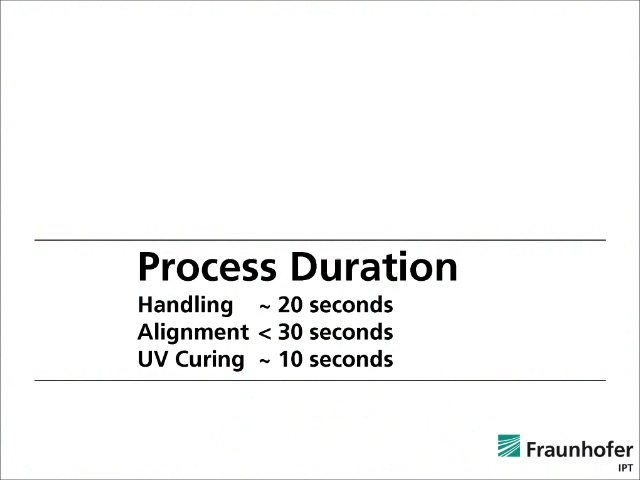 Process Duration
Handling ~ 20 seconds
Alignment < 30 seconds
UV Curing ~ 10 seconds
Fraunhofer
IPT